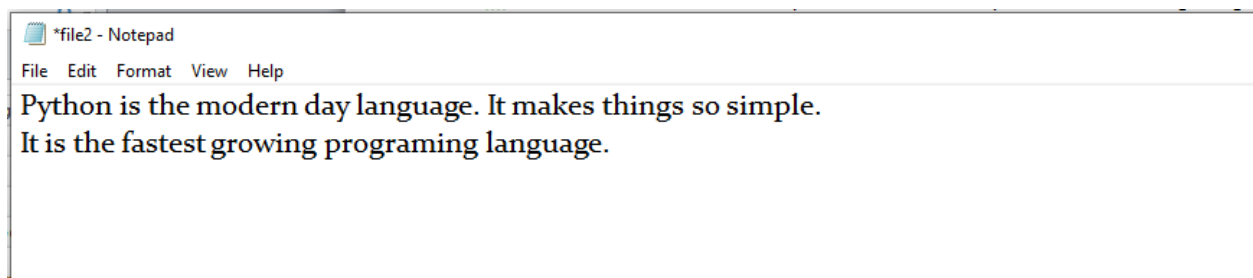 *file2 - Notepad
File Edit Format View Help
Python is the modern day language. It makes things so simple.
It is the fastest growing programing language.